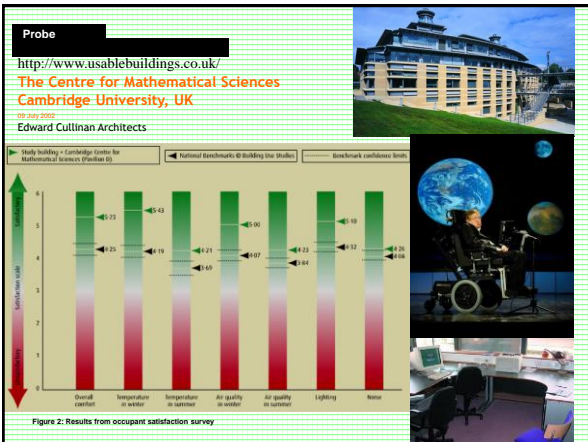 Probe
http://www.usablebuildings.co.uk/
The Centre for Mathematical Sciences
Cambridge University, UK
09 July 2002
Edward Cullinan Architects
Study building = Cambridge Centre for
Mathematical Sciences (Pavilion D)
National Benchmarks @ Building Use Studies
Benchmark confidence limits
Satisfactory
Satisfaction scale
Unsatisfactory
6
5
4
3
2
1
0
5·23
4·25
5·43
4·19
4·21
3·69
5·00
4·07
4·23
3·84
5·10
4·32
4·26
4·08
Overall
comfort
Temperature
in winter
Temperature
in summer
Air quality
in winter
Air quality
in summer
Lighting
Noise
Figure 2: Results from occupant satisfaction survey